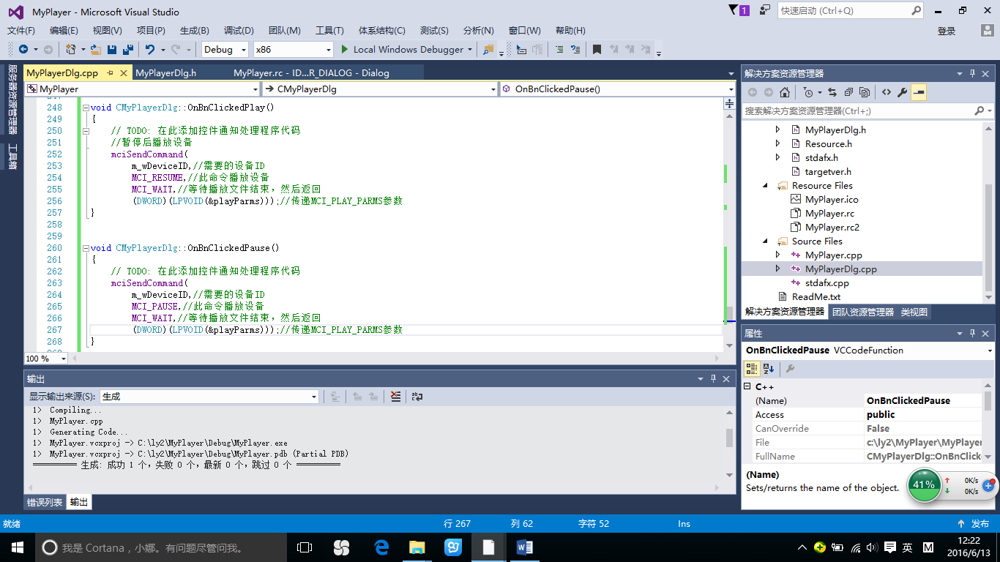 MyPlayer - Microsoft Visual Studio
1
快速启动 (Ctrl+Q)
文件(F) 编辑(E) 视图(V) 项目(P) 生成(B) 调试(D) 团队(M) 工具(T) 体系结构(C) 测试(S) 分析(N) 窗口(W) 帮助(H) 登录
Debug x86 Local Windows Debugger
服务器资源管理器
工具箱
MyPlayerDlg.cpp MyPlayerDlg.h MyPlayer.rc - ID...R_DIALOG - Dialog
MyPlayer CMyPlayerDlg OnBnClickedPause()
248 void CMyPlayerDlg::OnBnClickedPlay()
249 {
250 // TODO: 在此添加控件通知处理程序代码
251 //暂停后播放设备
252 mciSendCommand(
253 m_wDeviceID,//需要的设备ID
254 MCI_RESUME,//此命令播放设备
255 MCI_WAIT,//等待播放文件结束，然后返回
256 (DWORD)(LPVOID(&playParms)));//传递MCI_PLAY_PARMS参数
257 }
258
259
260 void CMyPlayerDlg::OnBnClickedPause()
261 {
262 // TODO: 在此添加控件通知处理程序代码
263 mciSendCommand(
264 m_wDeviceID,//需要的设备ID
265 MCI_PAUSE,//此命令播放设备
266 MCI_WAIT,//等待播放文件结束，然后返回
267 (DWORD)(LPVOID(&playParms)));//传递MCI_PLAY_PARMS参数
268 }
100 %
输出
显示输出来源(S): 生成
1> Compiling...
1> MyPlayer.cpp
1> Generating Code...
1> MyPlayer.vcxproj -> C:\ly2\MyPlayer\Debug\MyPlayer.exe
1> MyPlayer.vcxproj -> C:\ly2\MyPlayer\Debug\MyPlayer.pdb (Partial PDB)
========== 生成: 成功 1 个，失败 0 个，最新 0 个，跳过 0 个 ==========
错误列表 输出
解决方案资源管理器
搜索解决方案资源管理器(Ctrl+;)
MyPlayerDlg.h
Resource.h
stdafx.h
targetver.h
Resource Files
MyPlayer.ico
MyPlayer.rc
MyPlayer.rc2
Source Files
MyPlayer.cpp
MyPlayerDlg.cpp
stdafx.cpp
ReadMe.txt
解决方案资源管理器 团队资源管理器 类视图
属性
OnBnClickedPause VCCodeFunction
C++
(Name) OnBnClickedPause
Access public
CanOverride False
File c:\ly2\MyPlayer\MyPlayer
FullName CMyPlayerDlg::OnBnClick
(Name)
Sets/returns the name of the object.
41%
0K/s
0K/s
就绪 行 267 列 62 字符 52 Ins 发布
我是 Cortana，小娜。有问题尽管问我。
英 M
12:22
2016/6/13